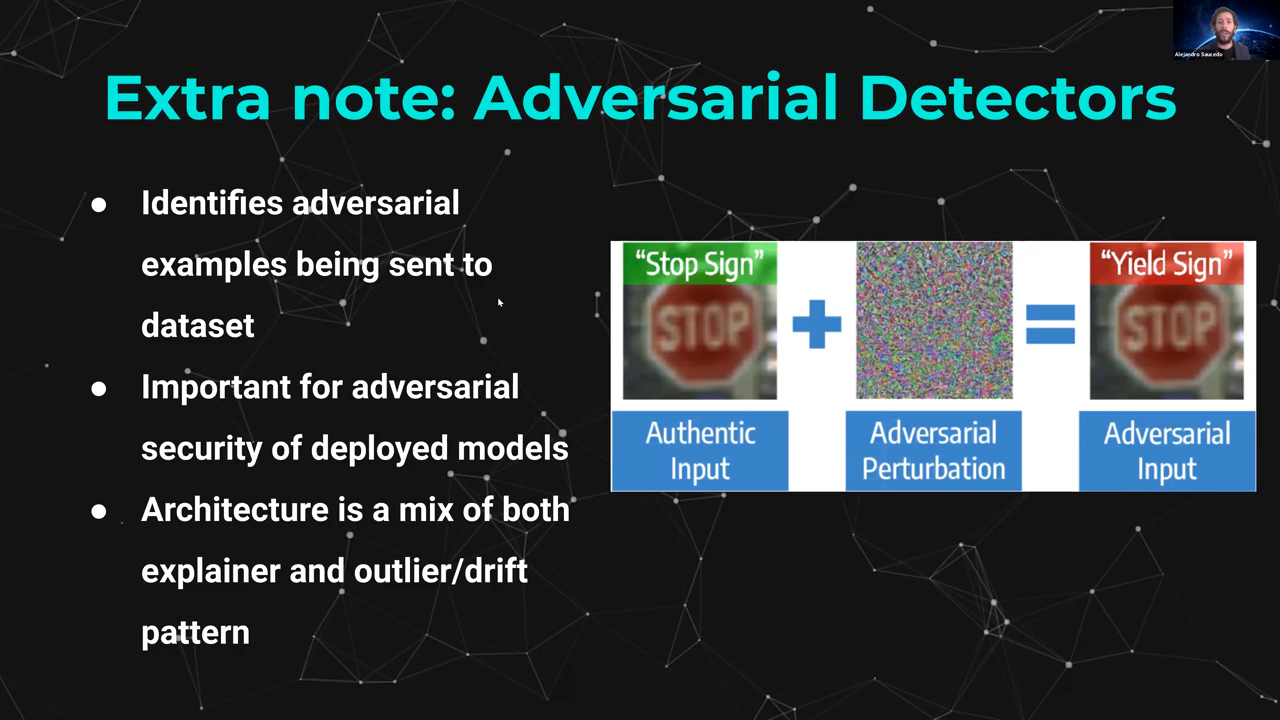 Alejandro Saucedo
Extra note: Adversarial Detectors
● Identifies adversarial
examples being sent to
dataset
● Important for adversarial
security of deployed models
● Architecture is a mix of both
explainer and outlier/drift
pattern
"Stop Sign"
STOP
Authentic
Input
Adversarial
Perturbation
"Yield Sign"
STOP
Adversarial
Input